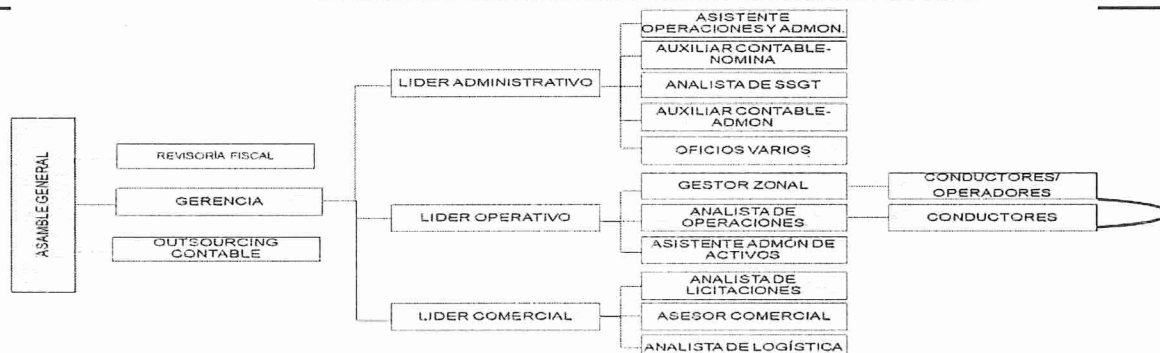 ASAMBLE GENERAL
REVISORÍA FISCAL
GERENCIA
OUTSOURCING
CONTABLE
LIDER ADMINISTRATIVO
LIDER OPERATIVO
LIDER COMERCIAL
ASISTENTE
OPERACIONES Y ADMON.
AUXILIAR CONTABLE-
NOMINA
ANALISTA DE SSGT
AUXILIAR CONTABLE-
ADMON
OFICIOS VARIOS
GESTOR ZONAL
ANALISTA DE
OPERACIONES
ASISTENTE ADMÓN DE
ACTIVOS
ANALISTA DE
LICITACIONES
ASESOR COMERCIAL
ANALISTA DE LOGÍSTICA
CONDUCTORES/
OPERADORES
CONDUCTORES